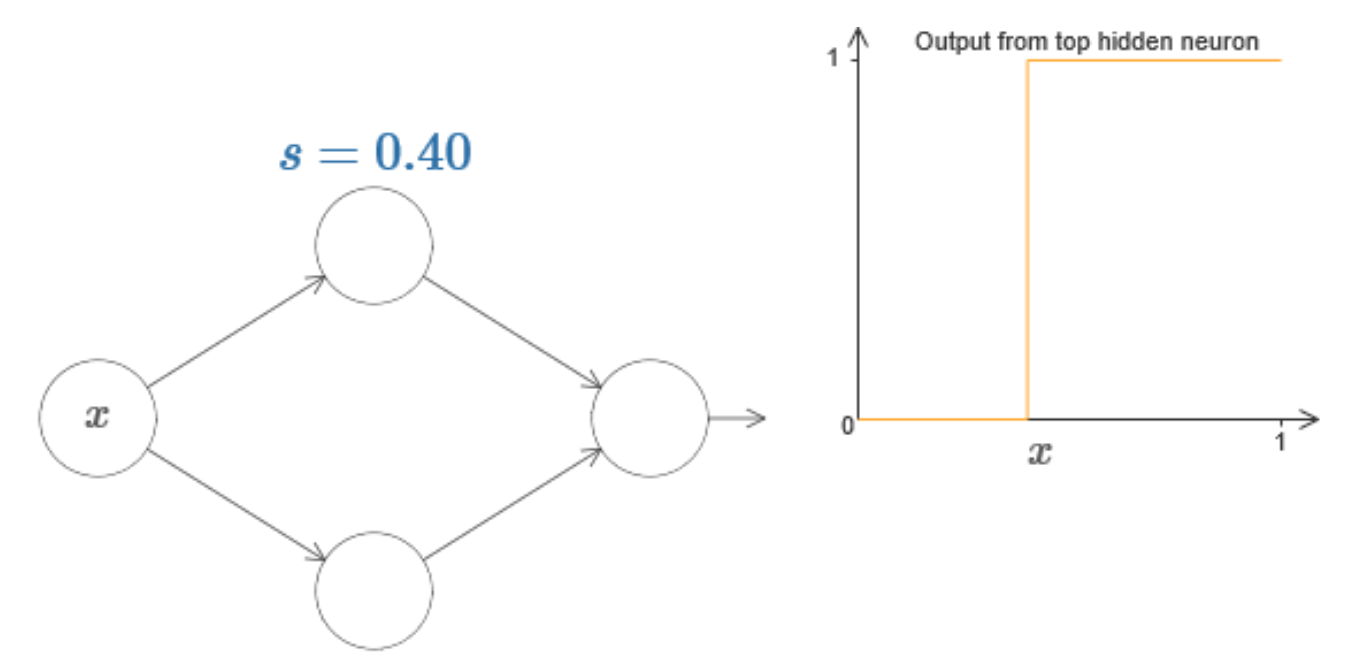 s = 0.40
x
Output from top hidden neuron
1
0
x
1